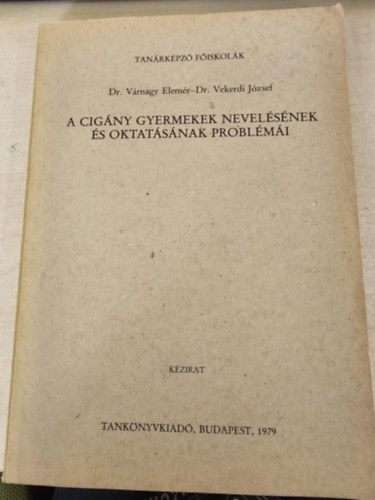 TANÁRKÉPZŐ FŐISKOLÁK
Dr. Várnagy Elemér–Dr. Vekerdi József
A CIGÁNY GYERMEKEK NEVELÉSÉNEK
ÉS OKTATÁSÁNAK PROBLÉMÁI
KÉZIRAT
TANKÖNYVKIADÓ, BUDAPEST, 1979